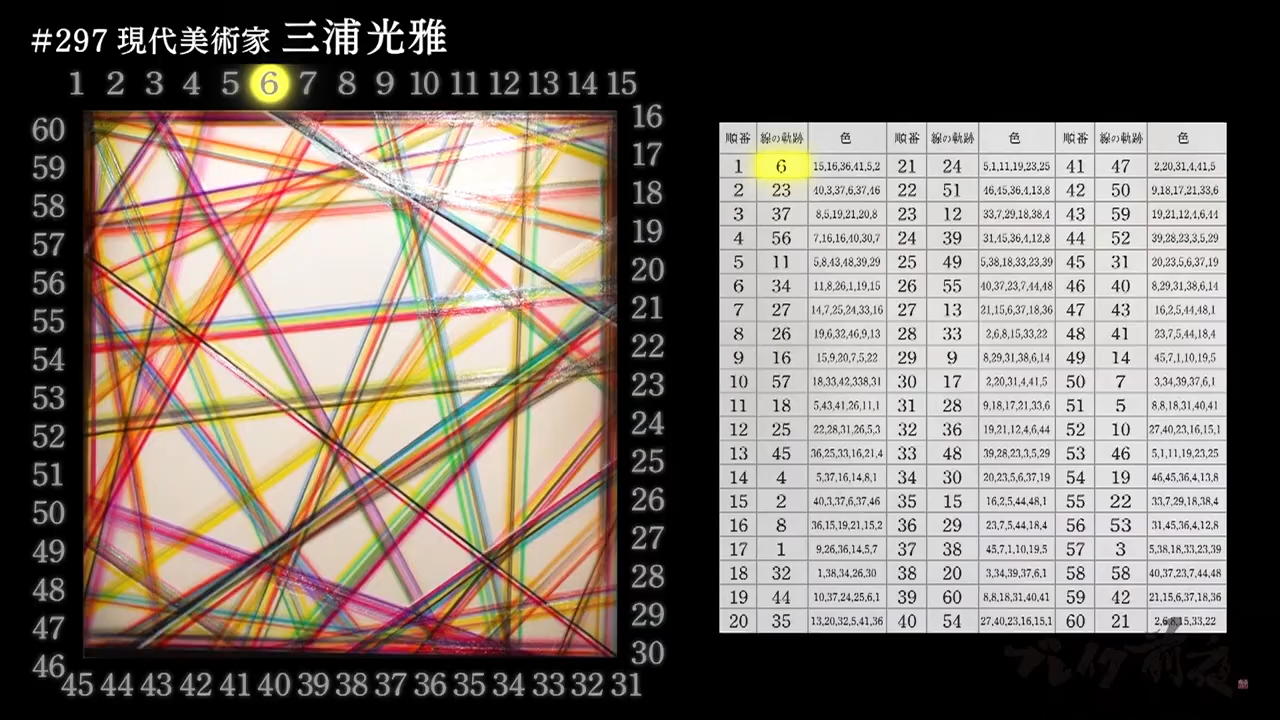 #297 現代美術家 三浦光雅
1 2 3 4 5 6 7 8 9 10 11 12 13 14 15
60
59
58
57
56
55
54
53
52
51
50
49
48
47
46
16
17
18
19
20
21
22
23
24
25
26
27
28
29
30
45 44 43 42 41 40 39 38 37 36 35 34 33 32 31
順番 線の軌跡 色 順番 線の軌跡 色 順番 線の軌跡 色
1 6 15,16,36,41,5,2 21 24 5,1,11,19,23,25 41 47 2,20,31,4,41,5
2 23 40,3,37,6,37,46 22 51 46,45,36,4,13,8 42 50 9,18,17,21,33,6
3 37 8,5,19,21,20,8 23 12 33,7,29,18,38,4 43 59 19,21,12,4,6,44
4 56 7,16,16,40,30,7 24 39 31,45,36,4,12,8 44 52 39,28,23,3,5,29
5 11 5,8,43,48,39,29 25 49 5,38,18,33,23,39 45 31 20,23,5,6,37,19
6 34 11,8,26,1,19,15 26 55 40,37,23,7,44,48 46 40 8,29,31,38,6,14
7 27 14,7,25,24,33,16 27 13 21,15,6,37,18,36 47 43 16,2,5,44,48,1
8 26 19,6,32,46,9,13 28 33 2,6,8,15,33,22 48 41 23,7,5,44,18,4
9 16 15,9,20,7,5,22 29 9 8,29,31,38,6,14 49 14 45,7,1,10,19,5
10 57 18,33,42,338,31 30 17 2,20,31,4,41,5 50 7 3,34,39,37,6,1
11 18 5,43,41,26,11,1 31 28 9,18,17,21,33,6 51 5 8,8,18,31,40,41
12 25 22,28,31,26,5,3 32 36 19,21,12,4,6,44 52 10 27,40,23,16,15,1
13 45 36,25,33,16,21,4 33 48 39,28,23,3,5,29 53 46 5,1,11,19,23,25
14 4 5,37,16,14,8,1 34 30 20,23,5,6,37,19 54 19 46,45,36,4,13,8
15 2 40,3,37,6,37,46 35 15 16,2,5,44,48,1 55 22 33,7,29,18,38,4
16 8 36,15,19,21,15,2 36 29 23,7,5,44,18,4 56 53 31,45,36,4,12,8
17 1 9,26,36,14,5,7 37 38 45,7,1,10,19,5 57 3 5,38,18,33,23,39
18 32 1,38,34,26,30 38 20 3,34,39,37,6,1 58 58 40,37,23,7,44,48
19 44 10,37,24,25,6,1 39 60 8,8,18,31,40,41 59 42 21,15,6,37,18,36
20 35 13,20,32,5,41,36 40 54 27,40,23,16,15,1 60 21 2,6,8,15,33,22
ブレイク前夜